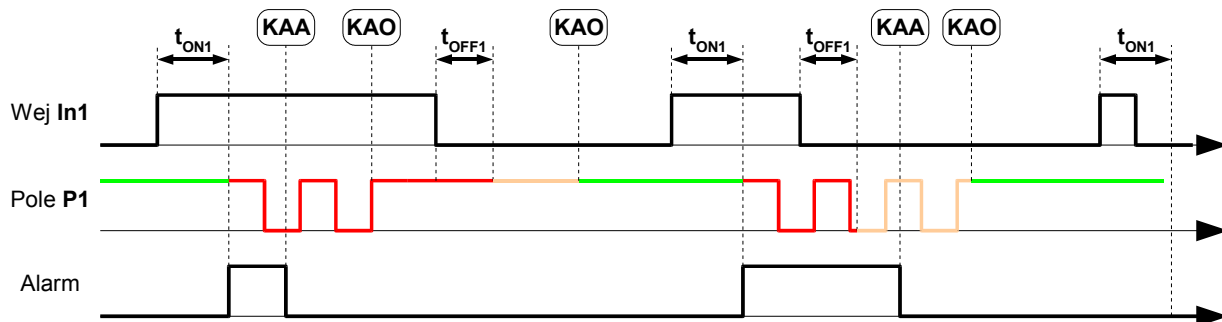 KAA KAO KAO KAA KAO
tON1 tOFF1 tON1 tOFF1 tON1
Wej In1
Pole P1
Alarm